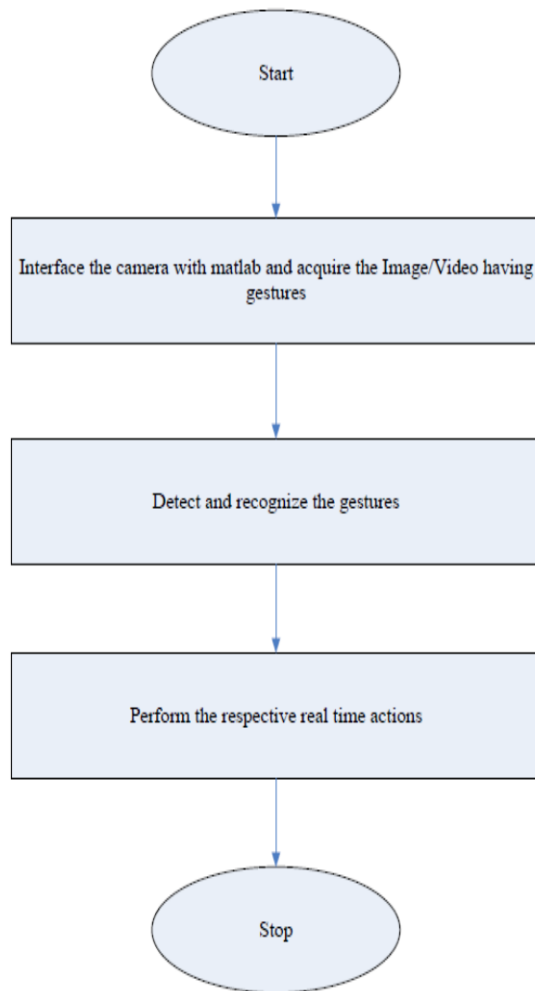 Start
Interface the camera with matlab and acquire the Image/Video having
gestures
Detect and recognize the gestures
Perform the respective real time actions
Stop